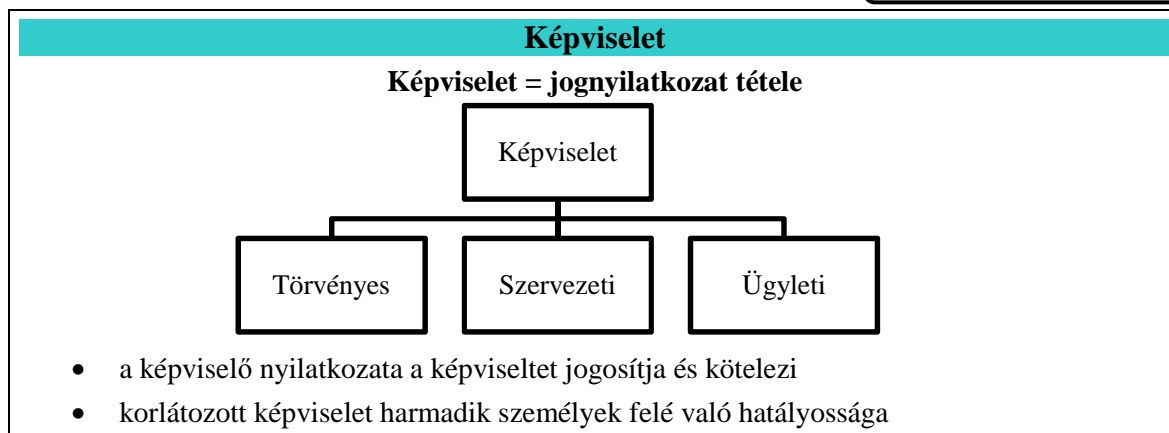 Képviselet
Képviselet = jognyilatkozat tétele
Képviselet
Törvényes Szervezeti Ügyleti
• a képviselő nyilatkozata a képviseltet jogosítja és kötelezi
• korlátozott képviselet harmadik személyek felé való hatályossága